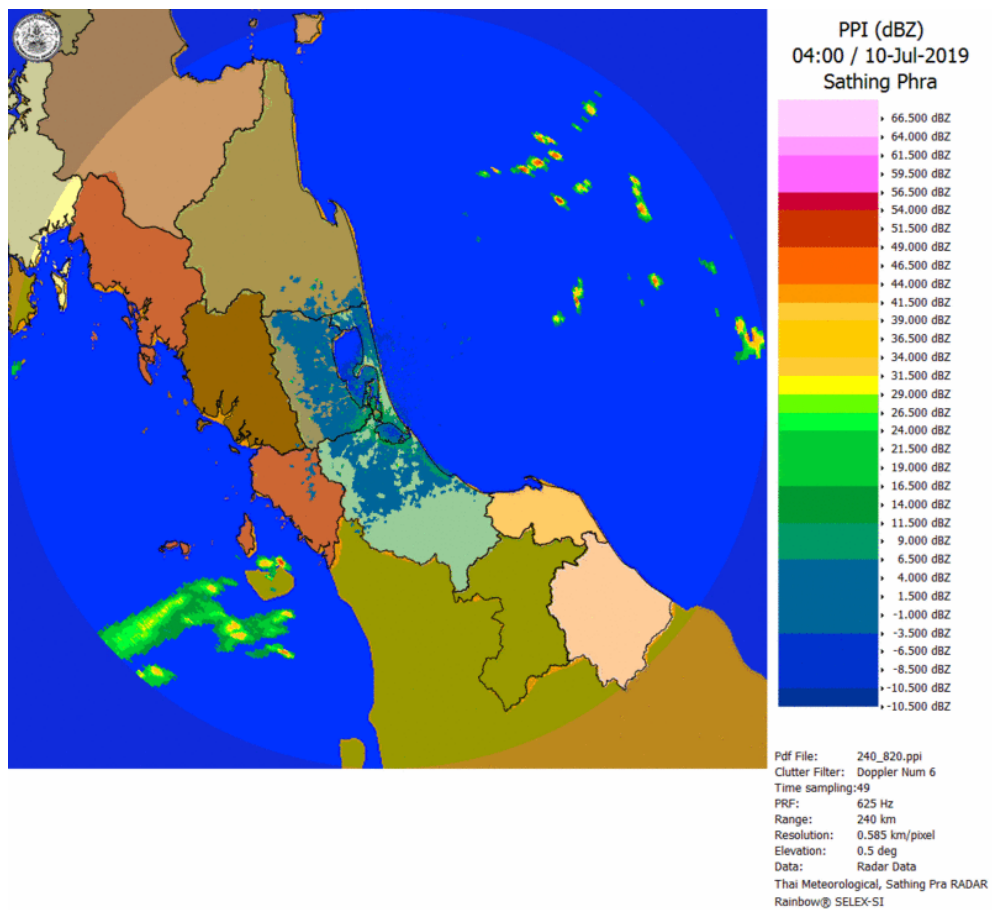 PPI (dBZ)
04:00 / 10-Jul-2019
Sathing Phra
66.500 dBZ
64.000 dBZ
61.500 dBZ
59.500 dBZ
56.500 dBZ
54.000 dBZ
51.500 dBZ
49.000 dBZ
46.500 dBZ
44.000 dBZ
41.500 dBZ
39.000 dBZ
36.500 dBZ
34.000 dBZ
31.500 dBZ
29.000 dBZ
26.500 dBZ
24.000 dBZ
21.500 dBZ
19.000 dBZ
16.500 dBZ
14.000 dBZ
11.500 dBZ
9.000 dBZ
6.500 dBZ
4.000 dBZ
1.500 dBZ
-1.000 dBZ
-3.500 dBZ
-6.500 dBZ
-8.500 dBZ
-10.500 dBZ
-10.500 dBZ
Pdf File: 240_820.ppi
Clutter Filter: Doppler Num 6
Time sampling:49
PRF: 625 Hz
Range: 240 km
Resolution: 0.585 km/pixel
Elevation: 0.5 deg
Data: Radar Data
Thai Meteorological, Sathing Pra RADAR
Rainbow® SELEX-SI